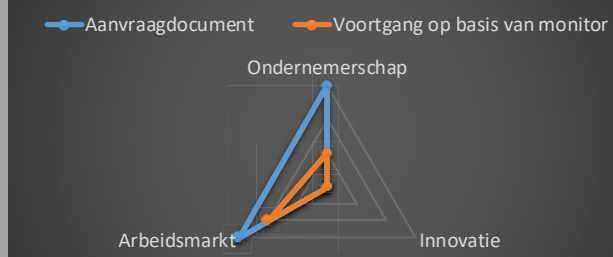 Aanvraagdocument Voortgang op basis van monitor
Ondernemerschap
Arbeidsmarkt Innovatie